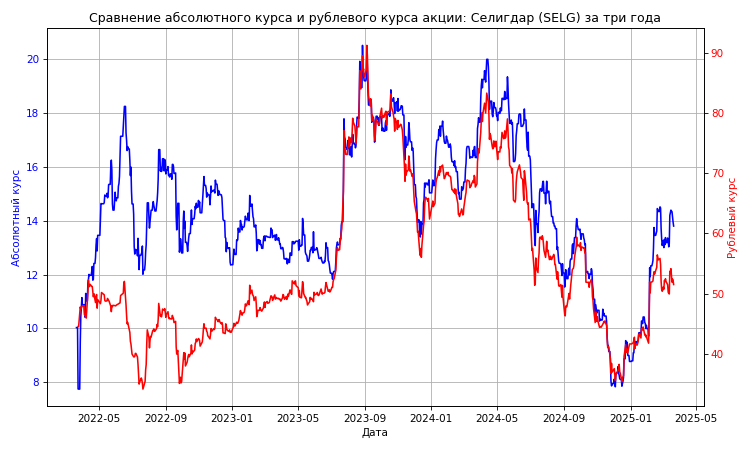 Сравнение абсолютного курса и рублевого курса акции: Селигдар (SELG) за три года
Абсолютный курс
20
18
16
14
12
10
8
Рублевый курс
90
80
70
60
50
40
2022-05 2022-09 2023-01 2023-05 2023-09 2024-01 2024-05 2024-09 2025-01 2025-05
Дата